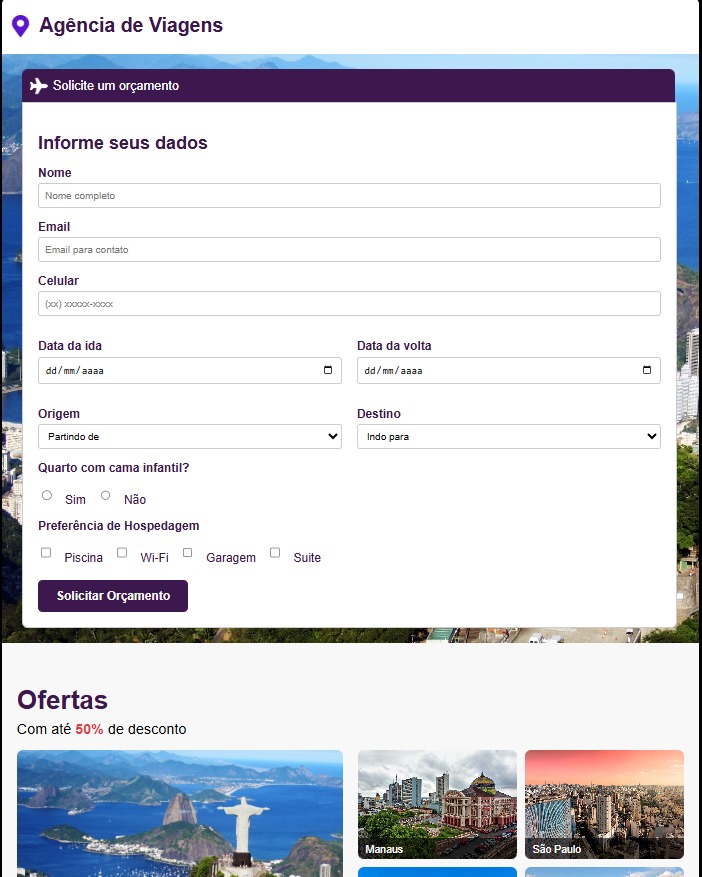 Agência de Viagens
Solicite um orçamento
Informe seus dados
Nome
Nome completo
Email
Email para contato
Celular
(xx) xxxxx-xxxx
Data da ida Data da volta
dd/mm/aaaa dd/mm/aaaa
Origem Destino
Partindo de Indo para
Quarto com cama infantil?
Sim Não
Preferência de Hospedagem
Piscina Wi-Fi Garagem Suite
Solicitar Orçamento
Ofertas
Com até 50% de desconto
Manaus São Paulo